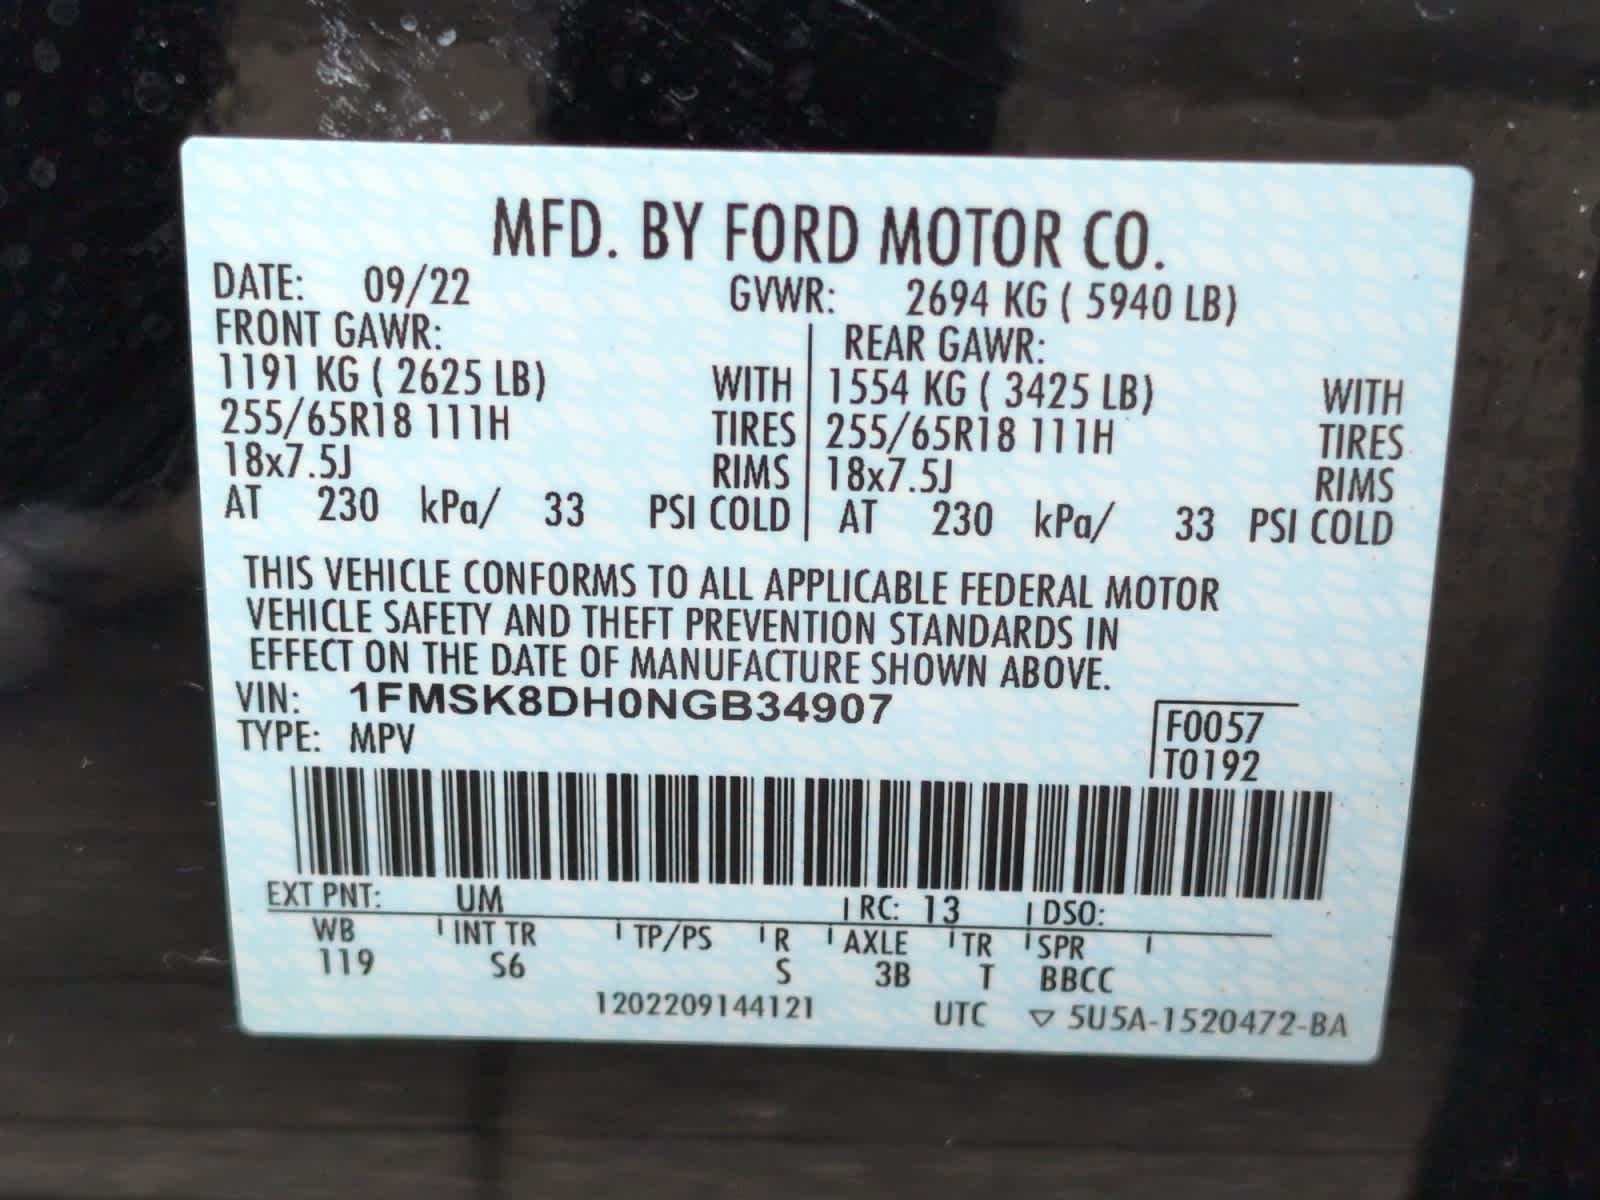 MFD. BY FORD MOTOR CO.
DATE: 09/22 GVWR: 2694 KG ( 5940 LB)
FRONT GAWR: REAR GAWR:
1191 KG ( 2625 LB) WITH 1554 KG ( 3425 LB) WITH
255/65R18 111H TIRES 255/65R18 111H TIRES
18x7.5J RIMS 18x7.5J RIMS
AT 230 kPa/ 33 PSI COLD AT 230 kPa/ 33 PSI COLD
THIS VEHICLE CONFORMS TO ALL APPLICABLE FEDERAL MOTOR
VEHICLE SAFETY AND THEFT PREVENTION STANDARDS IN
EFFECT ON THE DATE OF MANUFACTURE SHOWN ABOVE.
VIN: 1FMSK8DH0NGB34907 F0057
TYPE: MPV T0192
EXT PNT: UM RC: 13 DSO:
WB INT TR TP/PS R AXLE TR SPR
119 S6 S 3B T BBCC
1202209144121 UTC ▽ 5U5A-1520472-BA